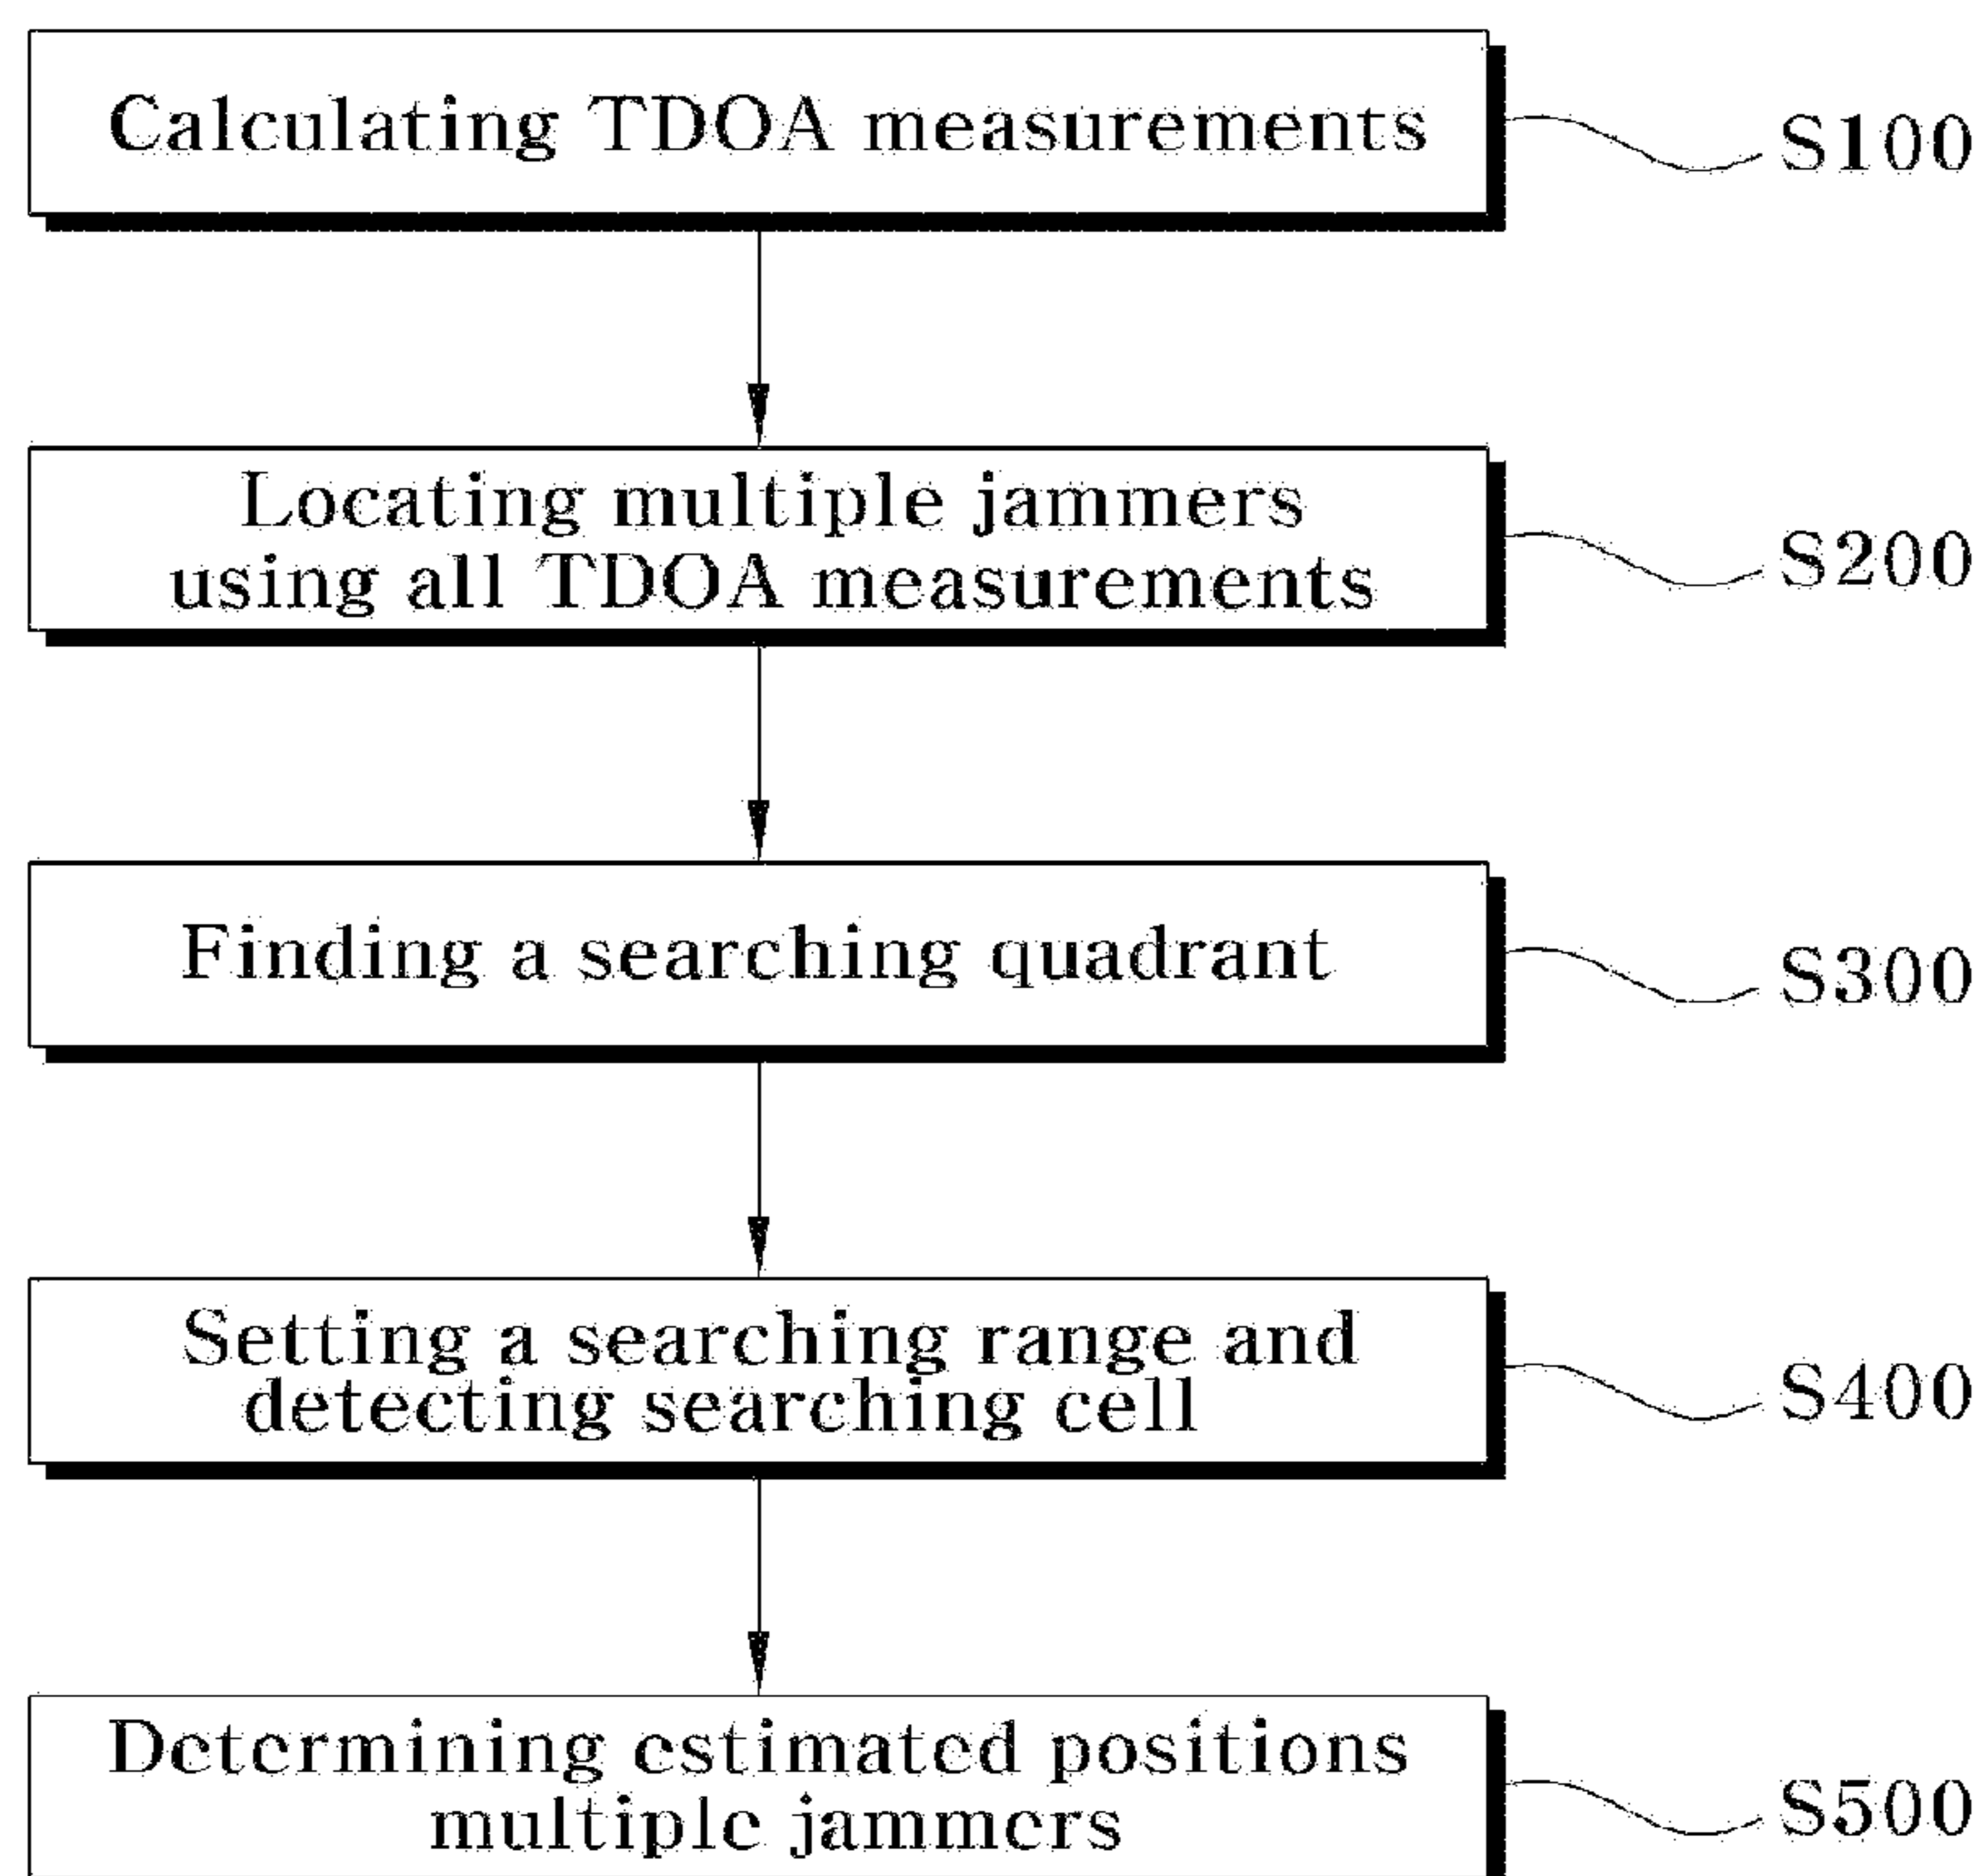 Calculating TDOA measurements
S100
Locating multiple jammers
using all TDOA measurements
S200
Finding a searching quadrant
S300
Setting a searching range and
detecting searching cell
S400
Determining estimated positions
multiple jammers
S500